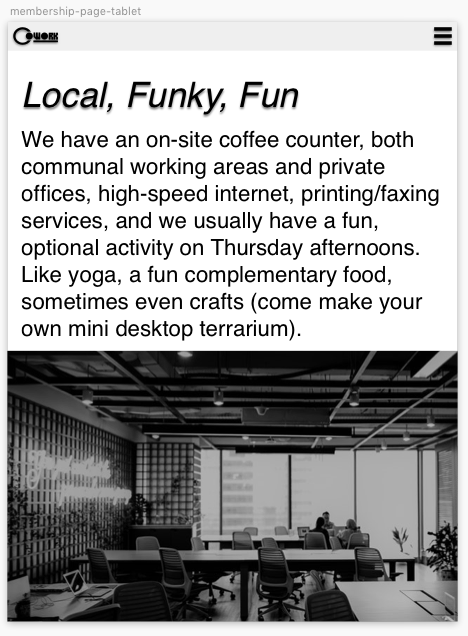 membership-page-tablet
COWORK
Local, Funky, Fun
We have an on-site coffee counter, both
communal working areas and private
offices, high-speed internet, printing/faxing
services, and we usually have a fun,
optional activity on Thursday afternoons.
Like yoga, a fun complementary food,
sometimes even crafts (come make your
own mini desktop terrarium).